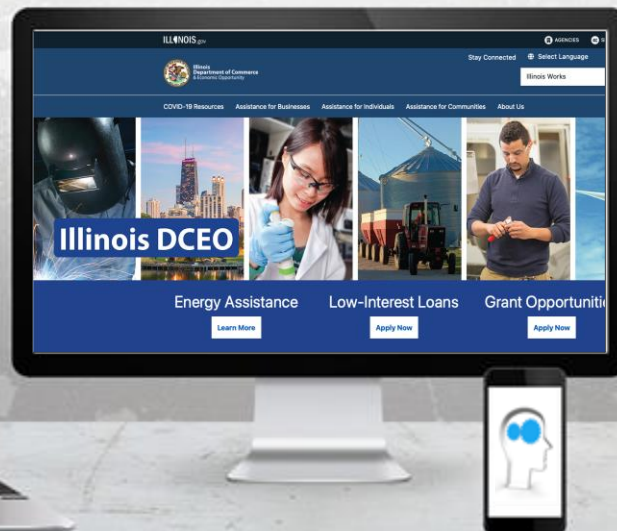 ILLINOIS.gov
AGENCIES
Stay Connected
Select Language
Illinois
Department of Commerce
& Economic Opportunity
Illinois Works
COVID-19 Resources
Assistance for Businesses
Assistance for Individuals
Assistance for Communities
About Us
Illinois DCEO
Energy Assistance
Low-Interest Loans
Grant
Learn More
Apply Now
Apply Now